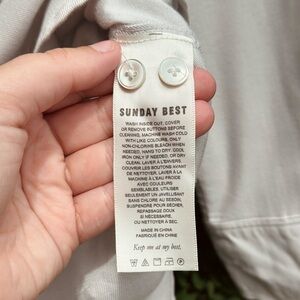 SUNDAY BEST
WASH INSIDE OUT, COVER
OR REMOVE BUTTONS BEFORE
CLEANING, MACHINE WASH COLD
WITH LIKE COLOURS, ONLY
NON-CHLORINE BLEACH WHEN
NEEDED, HANG TO DRY, COOL
IRON ONLY IF NEEDED, OR DRY
CLEAN. LAVER À L'ENVERS
COUVRIR LES BOUTONS AVANT
DE NETTOYER, LAVER À LA
MACHINE À L'EAU FROIDE
AVEC COULEURS
SEMBLABLES, UTILISER
SEULEMENT UN JAVELLISANT
SANS CHLORE AU BESOIN,
SUSPENDRE POUR SÉCHER,
REPASSAGE DOUX
SI NÉCESSAIRE,
OU NETTOYER À SEC.
MADE IN CHINA
FABRIQUÉ EN CHINE
Keep me at my best.